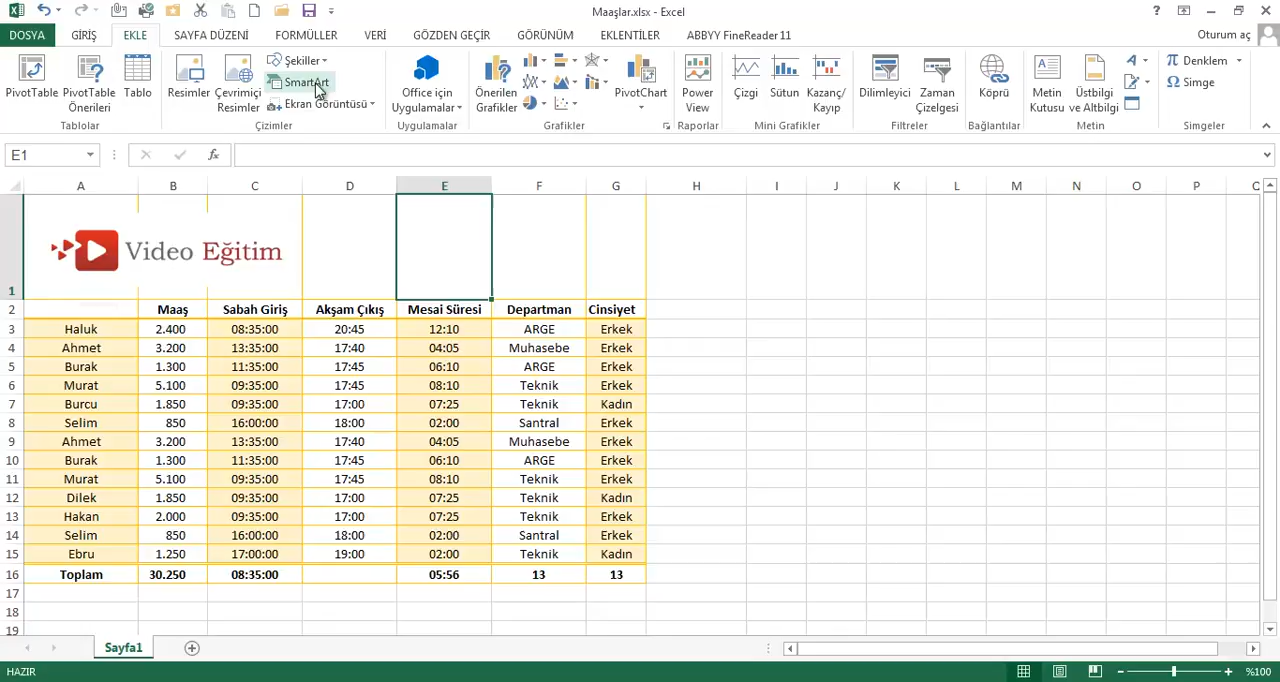 Maaşlar.xlsx - Excel
?
DOSYA GİRİŞ EKLE SAYFA DÜZENİ FORMÜLLER VERİ GÖZDEN GEÇİR GÖRÜNÜM EKLENTİLER ABBYY FineReader 11 Oturum aç
PivotTable
PivotTable Önerileri
Tablo
Tablolar
Resimler
Çevrimiçi Resimler
Şekiller
SmartArt
Ekran Görüntüsü
Çizimler
Office için Uygulamalar
Uygulamalar
Önerilen Grafikler
PivotChart
Grafikler
Power View
Raporlar
Çizgi
Sütun
Kazanç/Kayıp
Mini Grafikler
Dilimleyici
Zaman Çizelgesi
Filtreler
Köprü
Bağlantılar
Metin Kutusu
Üstbilgi ve Altbilgi
Metin
Denklem
Simge
Simgeler
E1 fx
A B C D E F G H I J K L M N O P
1 Video Eğitim
2 Maaş Sabah Giriş Akşam Çıkış Mesai Süresi Departman Cinsiyet
3 Haluk 2.400 08:35:00 20:45 12:10 ARGE Erkek
4 Ahmet 3.200 13:35:00 17:40 04:05 Muhasebe Erkek
5 Burak 1.300 11:35:00 17:45 06:10 ARGE Erkek
6 Murat 5.100 09:35:00 17:45 08:10 Teknik Erkek
7 Burcu 1.850 09:35:00 17:00 07:25 Teknik Kadın
8 Selim 850 16:00:00 18:00 02:00 Santral Erkek
9 Ahmet 3.200 13:35:00 17:40 04:05 Muhasebe Erkek
10 Burak 1.300 11:35:00 17:45 06:10 ARGE Erkek
11 Murat 5.100 09:35:00 17:45 08:10 Teknik Erkek
12 Dilek 1.850 09:35:00 17:00 07:25 Teknik Kadın
13 Hakan 2.000 09:35:00 17:00 07:25 Teknik Erkek
14 Selim 850 16:00:00 18:00 02:00 Santral Erkek
15 Ebru 1.250 17:00:00 19:00 02:00 Teknik Kadın
16 Toplam 30.250 08:35:00 05:56 13 13
17
18
19
Sayfa1
HAZIR %100